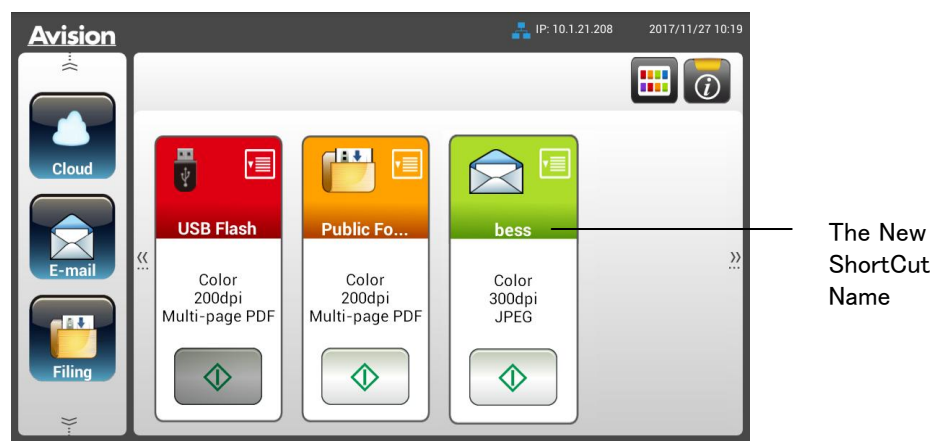 Avision
IP: 10.1.21.208
2017/11/27 10:19
Cloud
E-mail
Filing
USB Flash
Color
200dpi
Multi-page PDF
Public Fo...
Color
200dpi
Multi-page PDF
bess
Color
300dpi
JPEG
The New
ShortCut
Name